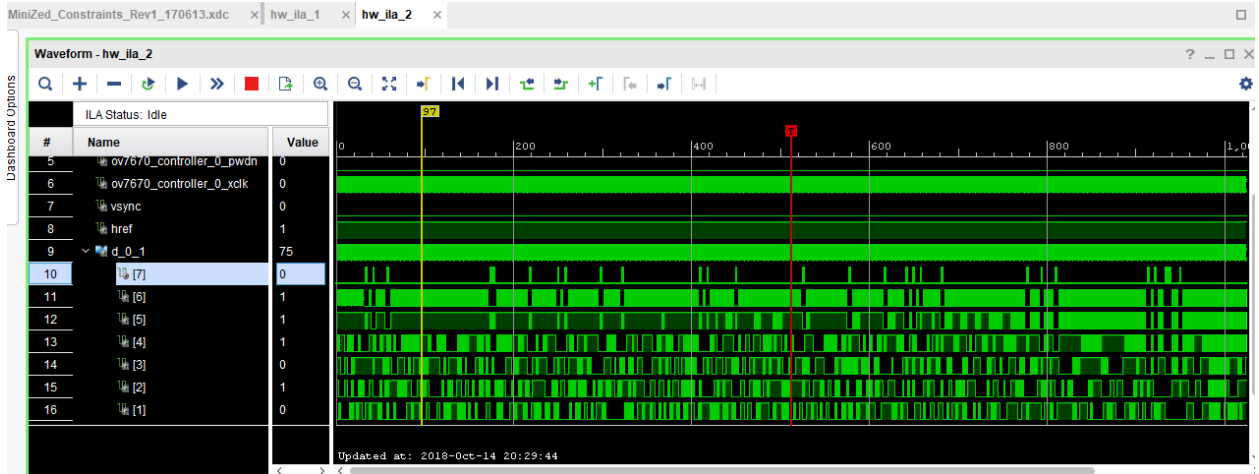 MiniZed_Constraints_Rev1_170613.xdc × hw_ila_1 × hw_ila_2 ×
Dashboard Options
Waveform - hw_ila_2
ILA Status: Idle
97
T
# Name Value
0 200 400 600 800
5 ov7670_controller_0_pwdn 0
6 ov7670_controller_0_xclk 0
7 vsync 0
8 href 1
9 d_0_1 75
10 [7] 0
11 [6] 1
12 [5] 1
13 [4] 1
14 [3] 0
15 [2] 1
16 [1] 0
Updated at: 2018-Oct-14 20:29:44